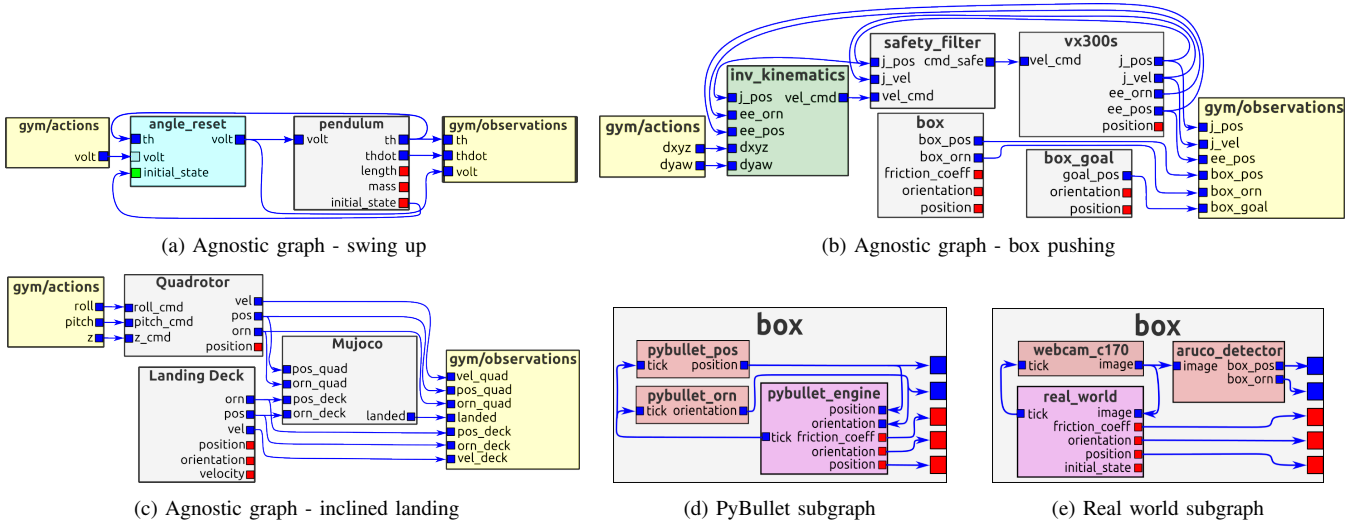 gym/actions
volt
angle_reset
th
volt
volt
initial_state
pendulum
volt
th
thdot
length
mass
initial_state
gym/observations
th
thdot
volt
(a) Agnostic graph - swing up
gym/actions
dxyz
dyaw
inv_kinematics
j_pos
vel_cmd
ee_orn
ee_pos
dxyz
dyaw
safety_filter
j_pos
cmd_safe
j_vel
vel_cmd
vx300s
vel_cmd
j_pos
j_vel
ee_orn
ee_pos
position
box
box_pos
box_orn
friction_coeff
orientation
position
box_goal
goal_pos
orientation
position
gym/observations
j_pos
j_vel
ee_pos
box_pos
box_orn
box_goal
(b) Agnostic graph - box pushing
gym/actions
roll
pitch
z
Quadrotor
roll_cmd
pitch_cmd
z_cmd
vel
pos
orn
position
Landing Deck
orn
pos
vel
position
orientation
velocity
Mujoco
pos_quad
orn_quad
pos_deck
orn_deck
landed
gym/observations
vel_quad
pos_quad
orn_quad
landed
pos_deck
orn_deck
vel_deck
(c) Agnostic graph - inclined landing
box
pybullet_pos
tick
position
pybullet_orn
tick
orientation
pybullet_engine
position
orientation
tick
friction_coeff
orientation
position
(d) PyBullet subgraph
box
webcam_c170
tick
image
aruco_detector
image
box_pos
box_orn
real_world
tick
image
friction_coeff
orientation
position
initial_state
(e) Real world subgraph